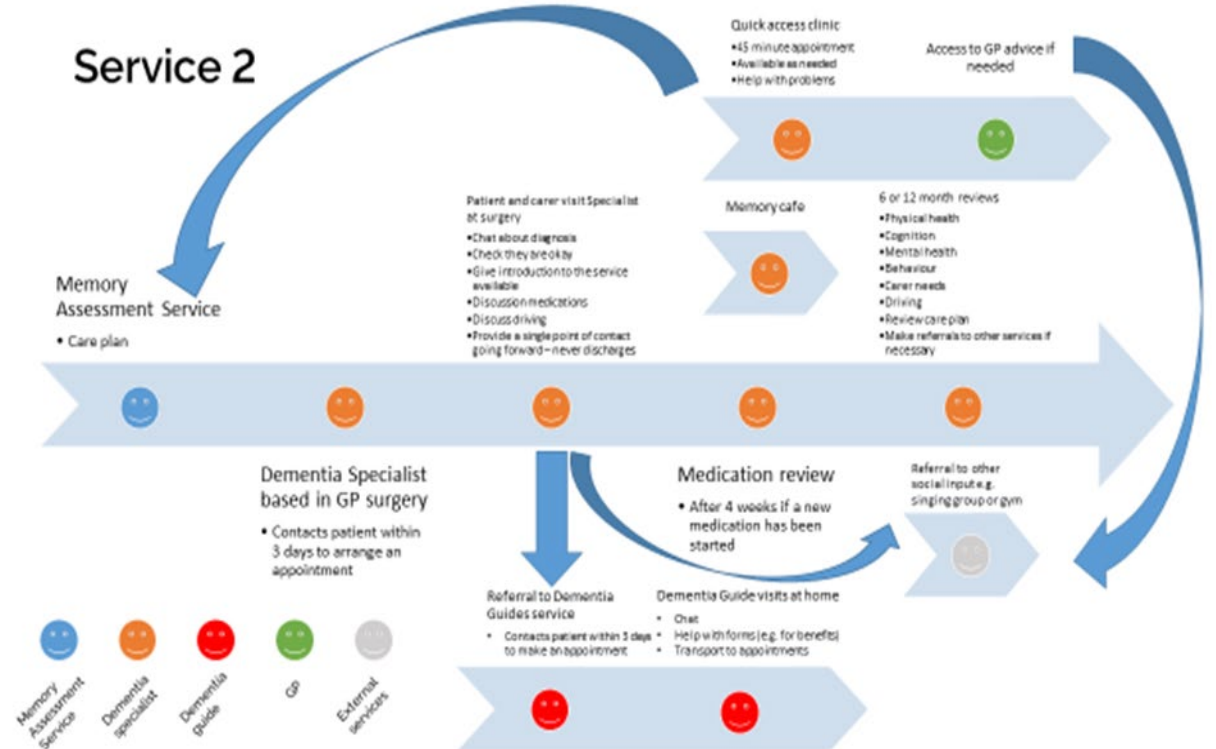 Service 2
Quick access clinic
•45 minute appointment
•Available as needed
•Help with problems
Access to GP advice if
needed
Patient and carer visit Specialist
at surgery
•Chat about diagnosis
•Check they are okay
•Give introduction to the service
available
•Discussion medications
•Discuss driving
•Provide a single point of contact
going forward– never discharges
Memory cafe
6 or 12 month reviews
•Physical health
•Cognition
•Mental health
•Behaviour
•Carer needs
•Driving
•Review care plan
•Make referrals to other services if
necessary
Memory
Assessment Service
• Care plan
Dementia Specialist
based in GP surgery
• Contacts patient within
3 days to arrange an
appointment
Medication review
• After 4 weeks if a new
medication has been
started
Referral to other
social input e.g.
singing group or gym
Referral to Dementia
Guides service
• Contacts patient within 3 days
to make an appointment
Dementia Guide visits at home
• Chat
• Help with forms (e.g. for benefits)
• Transport to appointments
Memory
Assessment
Service
Dementia
specialist
Dementia
guide
GP
External
services